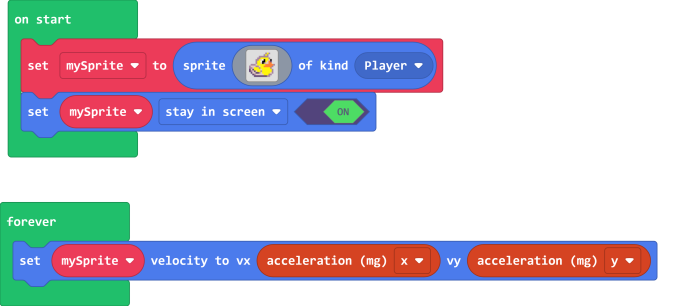 on start
set mySprite to sprite of kind Player
set mySprite stay in screen ON
forever
set mySprite velocity to vx acceleration (mg) x vy acceleration (mg) y